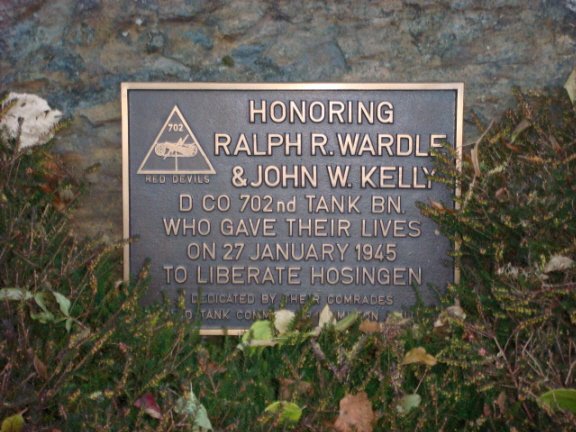 702
RED DEVILS
HONORING
RALPH R. WARDLE
& JOHN W. KELLY
D CO 702nd TANK BN.
WHO GAVE THEIR LIVES
ON 27 JANUARY 1945
TO LIBERATE HOSINGEN
DEDICATED BY THEIR COMRADES
TANK